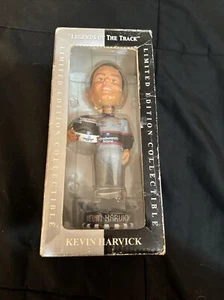 "LEGENDS OF THE TRACK"
LIMITED EDITION COLLECTIBLE
LIMITED EDITION COLLECTIBLE
KEVIN HARVICK
KEVIN HARVICK